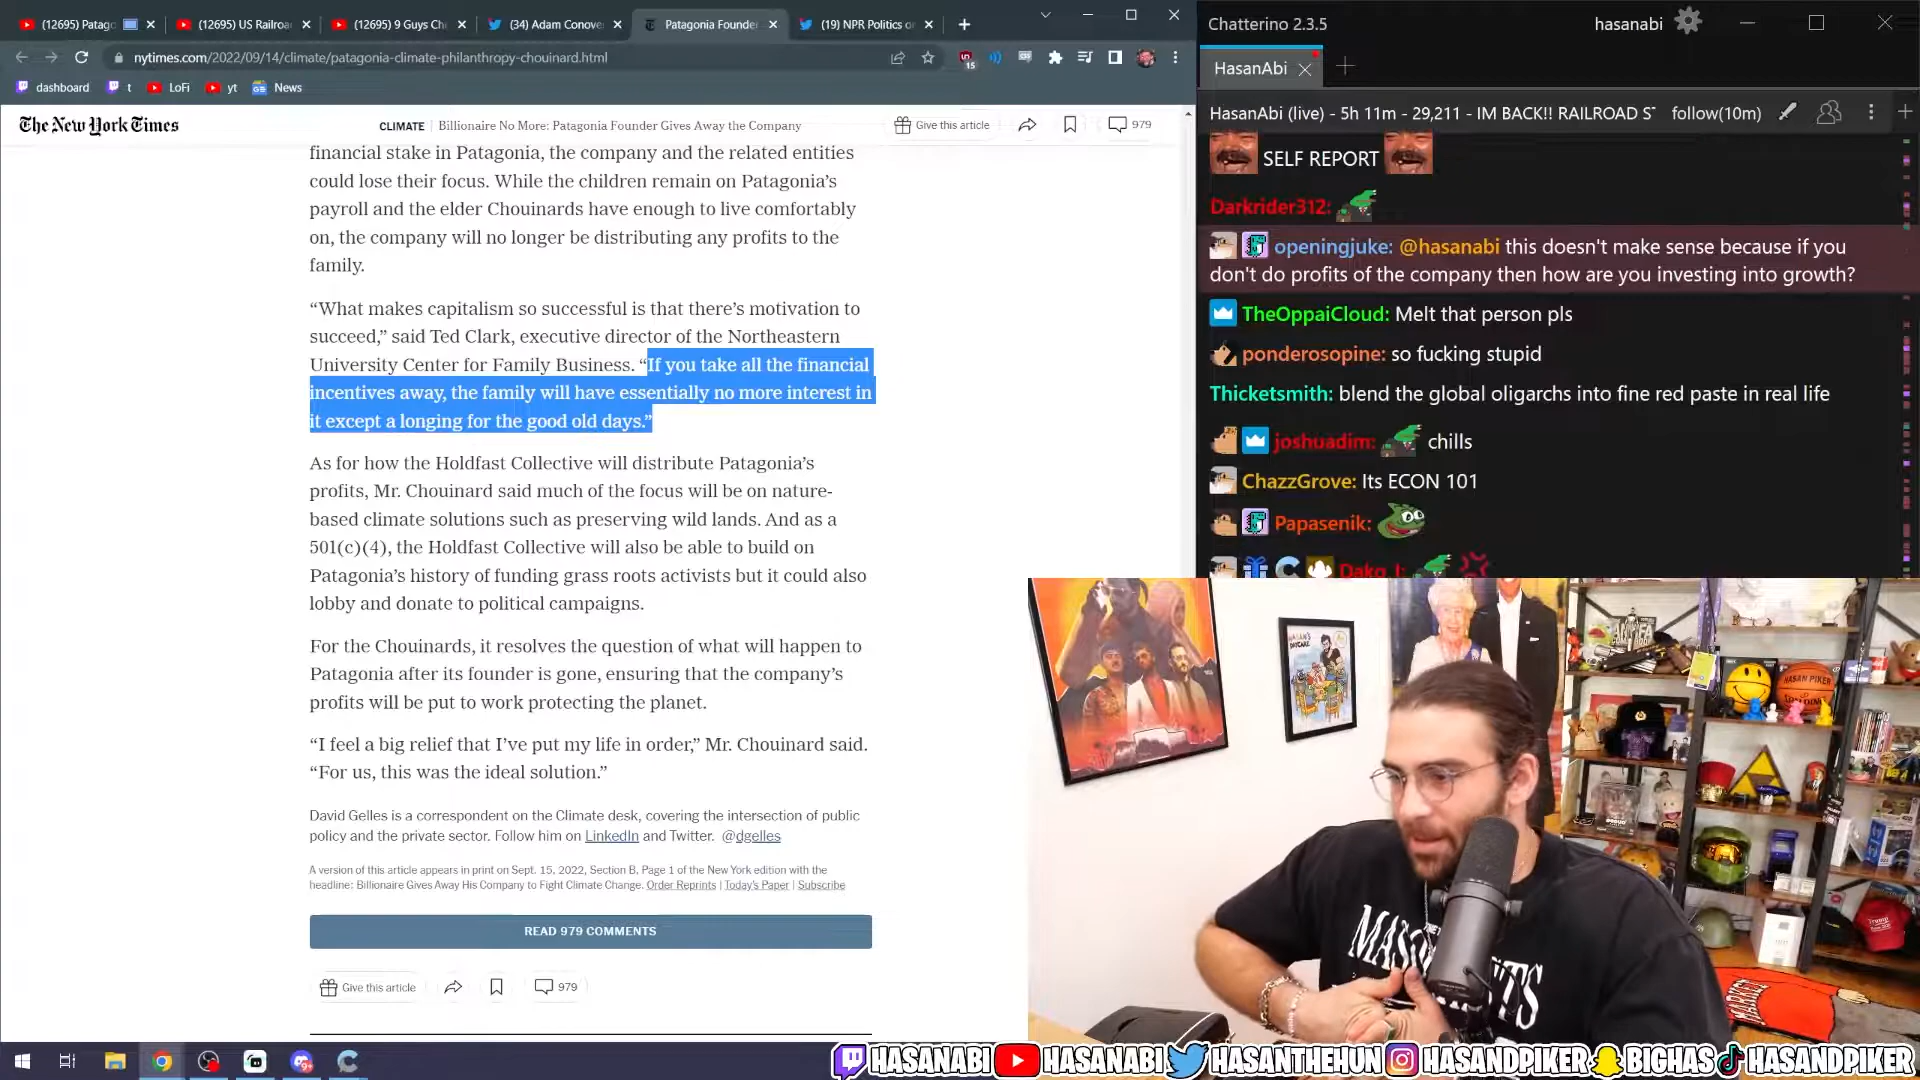 (12695) Patag
(12695) US Railroa
(12695) 9 Guys Ch
(34) Adam Conove
Patagonia Founde
(19) NPR Politics o
nytimes.com/2022/09/14/climate/patagonia-climate-philanthropy-chouinard.html
15
dashboard
t
LoFi
yt
News
The New York Times
CLIMATE | Billionaire No More: Patagonia Founder Gives Away the Company
Give this article
979
financial stake in Patagonia, the company and the related entities
could lose their focus. While the children remain on Patagonia’s
payroll and the elder Chouinards have enough to live comfortably
on, the company will no longer be distributing any profits to the
family.
“What makes capitalism so successful is that there’s motivation to
succeed,” said Ted Clark, executive director of the Northeastern
University Center for Family Business. “If you take all the financial
incentives away, the family will have essentially no more interest in
it except a longing for the good old days.”
As for how the Holdfast Collective will distribute Patagonia’s
profits, Mr. Chouinard said much of the focus will be on nature-
based climate solutions such as preserving wild lands. And as a
501(c)(4), the Holdfast Collective will also be able to build on
Patagonia’s history of funding grass roots activists but it could also
lobby and donate to political campaigns.
For the Chouinards, it resolves the question of what will happen to
Patagonia after its founder is gone, ensuring that the company’s
profits will be put to work protecting the planet.
“I feel a big relief that I’ve put my life in order,” Mr. Chouinard said.
“For us, this was the ideal solution.”
David Gelles is a correspondent on the Climate desk, covering the intersection of public
policy and the private sector. Follow him on LinkedIn and Twitter. @dgelles
A version of this article appears in print on Sept. 15, 2022, Section B, Page 1 of the New York edition with the
headline: Billionaire Gives Away His Company to Fight Climate Change. Order Reprints | Today’s Paper | Subscribe
READ 979 COMMENTS
Give this article
979
Chatterino 2.3.5
hasanabi
HasanAbi
HasanAbi (live) - 5h 11m - 29,211 - IM BACK!! RAILROAD ST
follow(10m)
SELF REPORT
Darkrider312:
openingjuke: @hasanabi this doesn't make sense because if you
don't do profits of the company then how are you investing into growth?
TheOppaiCloud: Melt that person pls
ponderosopine: so fucking stupid
Thicketsmith: blend the global oligarchs into fine red paste in real life
joshuadim: chills
ChazzGrove: Its ECON 101
Papasenik:
HASAN PIKER
HASANABI
HASANABI
HASANTHEHUN
HASANDPIKER
BIGHAS
HASANDPIKER